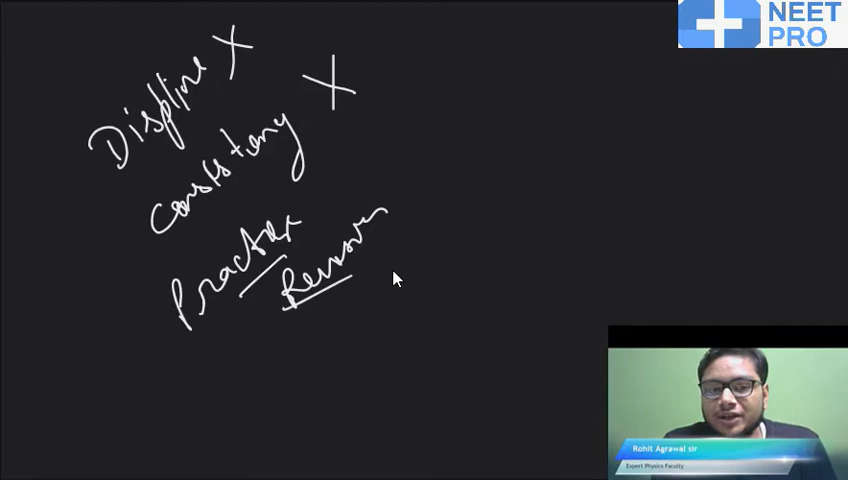 NEET
PRO
Displine X
Consistency X
Practice
Revision
Rohit Agrawal sir
Expert Physics Faculty